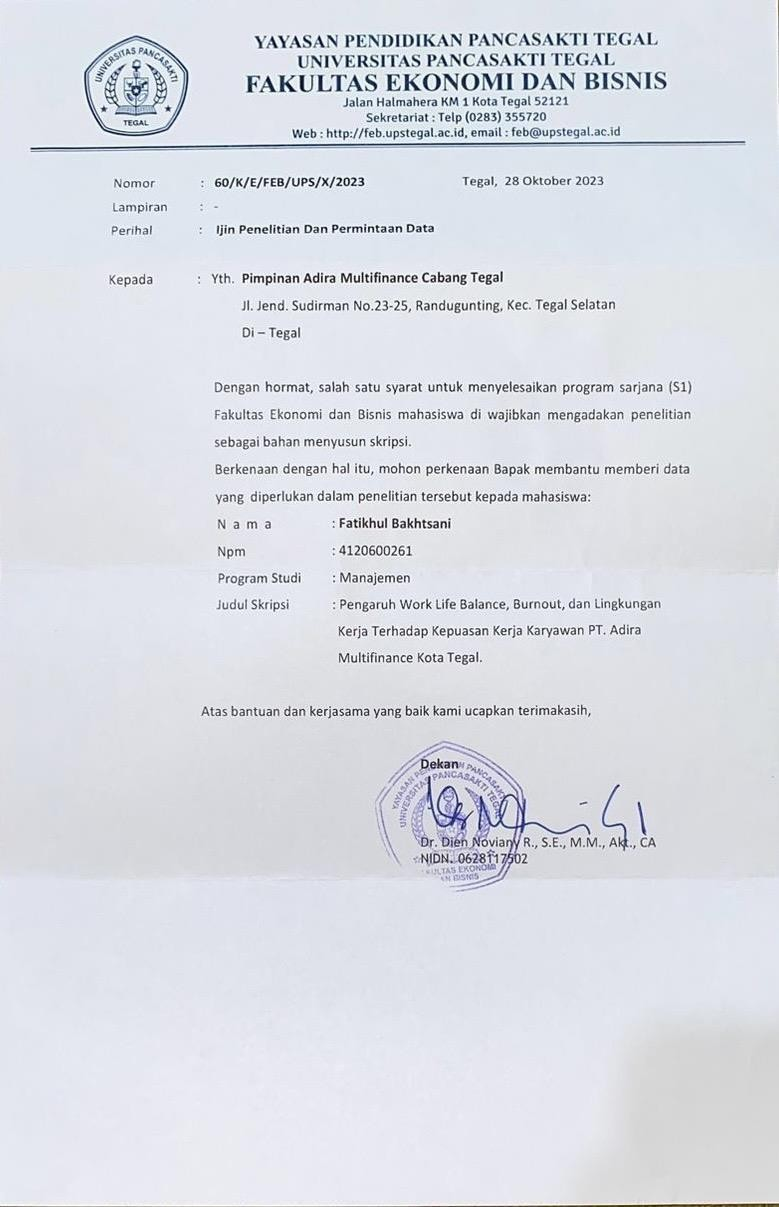 UNIVERSITAS PANCASAKTI
TEGAL
YAYASAN PENDIDIKAN PANCASAKTI TEGAL
UNIVERSITAS PANCASAKTI TEGAL
FAKULTAS EKONOMI DAN BISNIS
Jalan Halmahera KM 1 Kota Tegal 52121
Sekretariat : Telp (0283) 355720
Web : http://feb.upstegal.ac.id, email : feb@upstegal.ac.id
Nomor : 60/K/E/FEB/UPS/X/2023 Tegal, 28 Oktober 2023
Lampiran : -
Perihal : Ijin Penelitian Dan Permintaan Data
Kepada : Yth. Pimpinan Adira Multifinance Cabang Tegal
Jl. Jend. Sudirman No.23-25, Randugunting, Kec. Tegal Selatan
Di – Tegal
Dengan hormat, salah satu syarat untuk menyelesaikan program sarjana (S1)
Fakultas Ekonomi dan Bisnis mahasiswa di wajibkan mengadakan penelitian
sebagai bahan menyusun skripsi.
Berkenaan dengan hal itu, mohon perkenaan Bapak membantu memberi data
yang diperlukan dalam penelitian tersebut kepada mahasiswa:
N a m a : Fatikhul Bakhtsani
Npm : 4120600261
Program Studi : Manajemen
Judul Skripsi : Pengaruh Work Life Balance, Burnout, dan Lingkungan
Kerja Terhadap Kepuasan Kerja Karyawan PT. Adira
Multifinance Kota Tegal.
Atas bantuan dan kerjasama yang baik kami ucapkan terimakasih,
Dekan
UNIVERSITAS PANCASAKTI TEGAL
Dr. Dien Noviany R., S.E., M.M., Akt., CA
NIDN. 0628117502